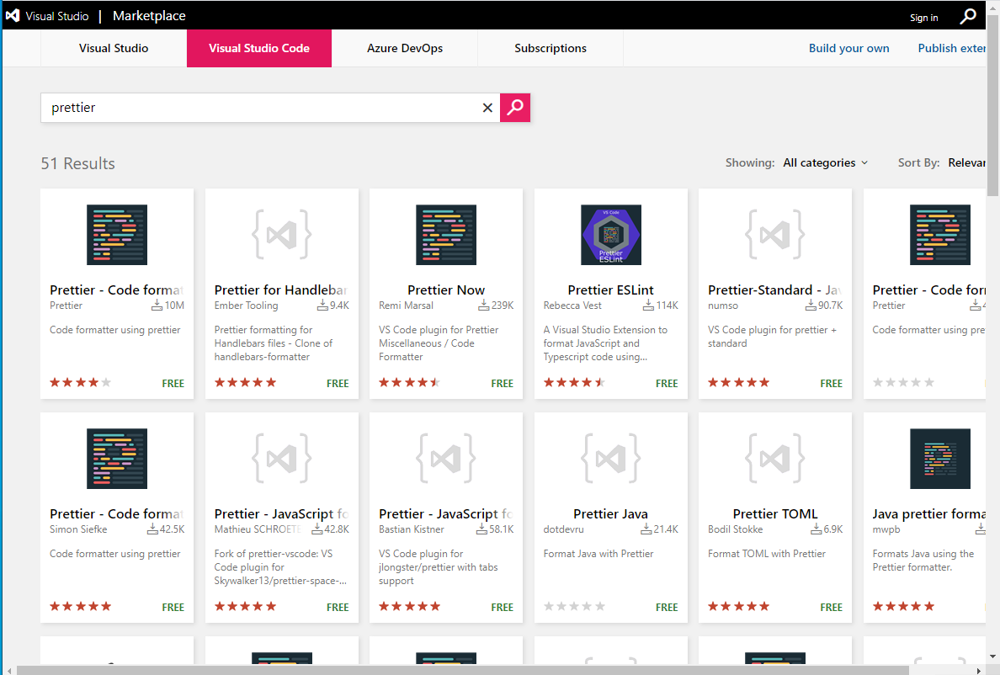 Visual Studio | Marketplace
Sign in
Visual Studio
Visual Studio Code
Azure DevOps
Subscriptions
Build your own
Publish exter
prettier
51 Results
Showing: All categories
Sort By: Relevar
Prettier - Code format
Prettier 10M
Code formatter using prettier
FREE
Prettier for Handlebar
Ember Tooling 9.4K
Prettier formatting for
Handlebars files - Clone of
handlebars-formatter
FREE
Prettier Now
Remi Marsal 239K
VS Code plugin for Prettier
Miscellaneous / Code
Formatter
FREE
VS Code
Prettier
ESLint
Prettier ESLint
Rebecca Vest 114K
A Visual Studio Extension to
format JavaScript and
Typescript code using...
FREE
Prettier-Standard - Jav
numso 90.7K
VS Code plugin for prettier +
standard
FREE
Prettier - Code forn
Prettier 4
Code formatter using pre
Prettier - Code format
Simon Siefke 42.5K
Code formatter using prettier
FREE
Prettier - JavaScript fo
Mathieu SCHROETE 42.8K
Fork of prettier-vscode: VS
Code plugin for
Skywalker13/prettier-space-...
FREE
Prettier - JavaScript fo
Bastian Kistner 58.1K
VS Code plugin for
jlongster/prettier with tabs
support
FREE
Prettier Java
dotdevru 21.4K
Format Java with Prettier
FREE
Prettier TOML
Bodil Stokke 6.9K
Format TOML with Prettier
FREE
Java prettier forma
mwpb
Formats Java using the
Prettier formatter.